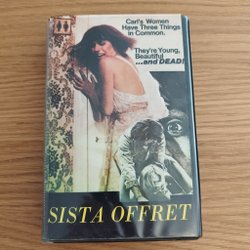 Carl's Women
Have Three Things
in Common.
They're Young,
Beautiful
...and DEAD!
SISTA OFFRET